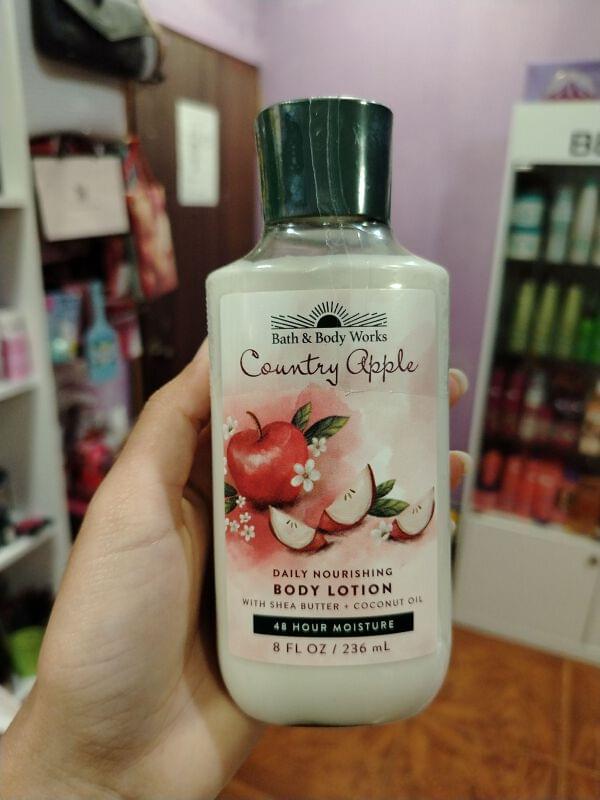 Bath & Body Works
Country Apple
DAILY NOURISHING
BODY LOTION
WITH SHEA BUTTER + COCONUT OIL
48 HOUR MOISTURE
8 FL OZ / 236 mL